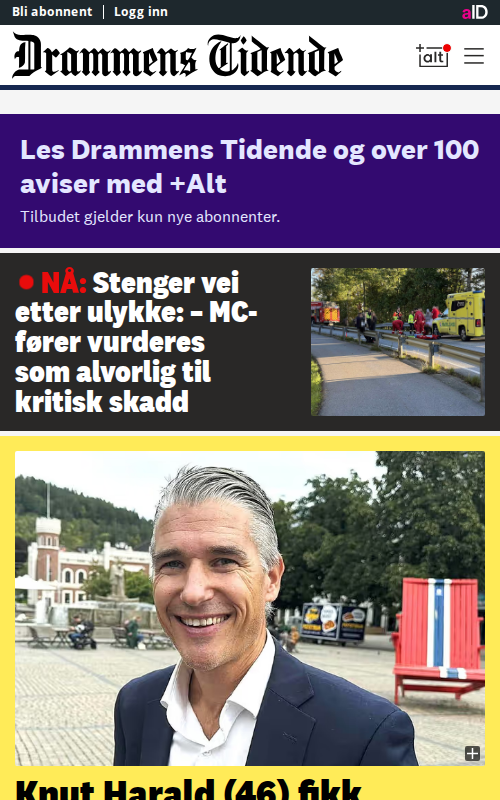 Bli abonnent
Logg inn
aID
Drammens Tidende
+alt
Les Drammens Tidende og over 100
aviser med +Alt
Tilbudet gjelder kun nye abonnenter.
NÅ: Stenger vei
etter ulykke: – MC-
fører vurderes
som alvorlig til
kritisk skadd
Knut Harald (46) fikk